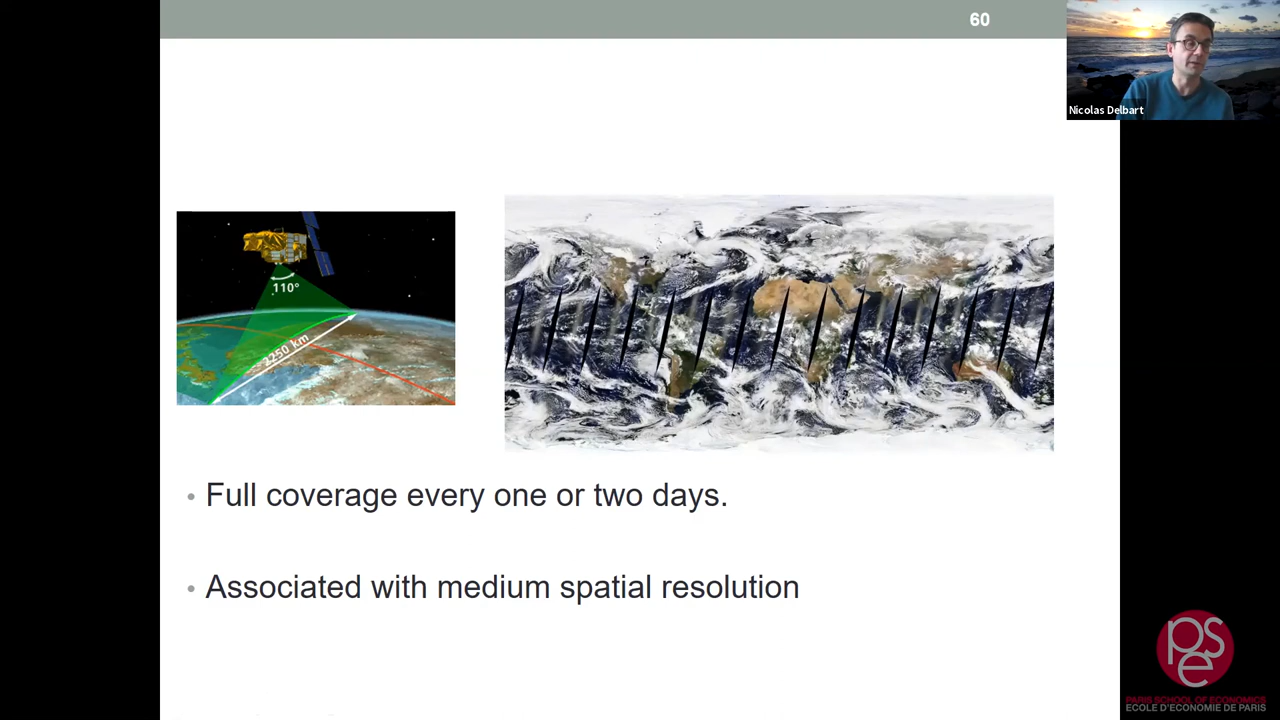 60
Nicolas Delbart
110°
2250 km
• Full coverage every one or two days.
• Associated with medium spatial resolution
pse
PARIS SCHOOL OF ECONOMICS
ECOLE D'ECONOMIE DE PARIS